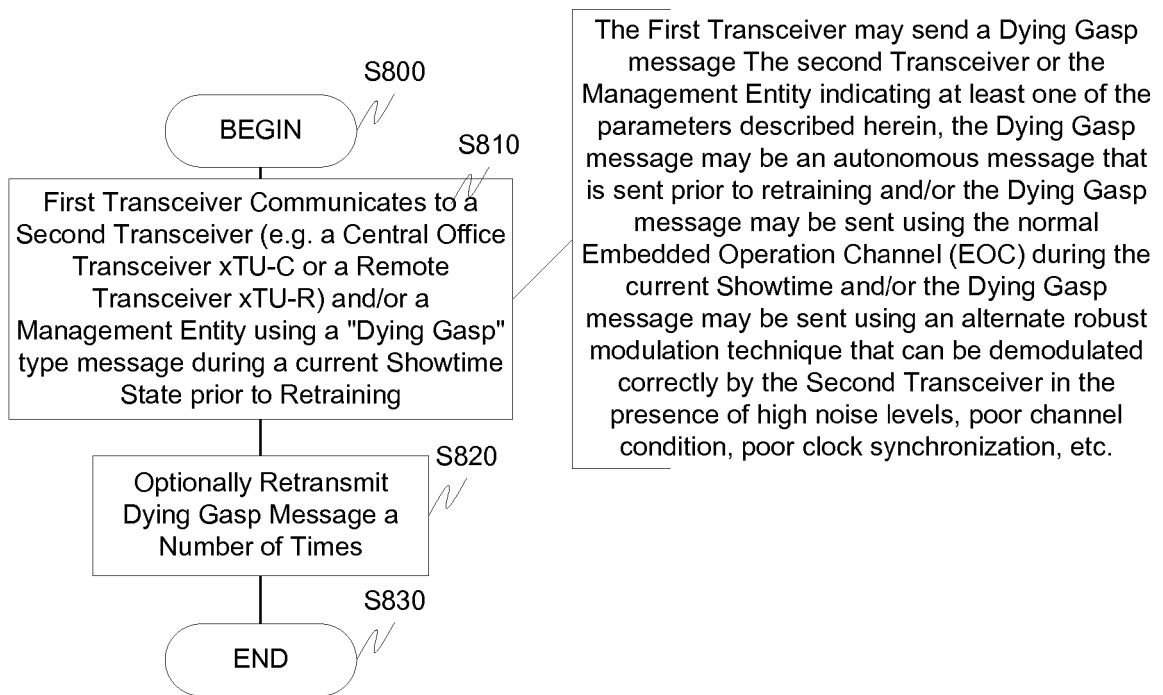 S800
BEGIN
S810
First Transceiver Communicates to a
Second Transceiver (e.g. a Central Office
Transceiver xTU-C or a Remote
Transceiver xTU-R) and/or a
Management Entity using a "Dying Gasp"
type message during a current Showtime
State prior to Retraining
The First Transceiver may send a Dying Gasp
message The second Transceiver or the
Management Entity indicating at least one of the
parameters described herein, the Dying Gasp
message may be an autonomous message that
is sent prior to retraining and/or the Dying Gasp
message may be sent using the normal
Embedded Operation Channel (EOC) during the
current Showtime and/or the Dying Gasp
message may be sent using an alternate robust
modulation technique that can be demodulated
correctly by the Second Transceiver in the
presence of high noise levels, poor channel
condition, poor clock synchronization, etc.
S820
Optionally Retransmit
Dying Gasp Message a
Number of Times
S830
END